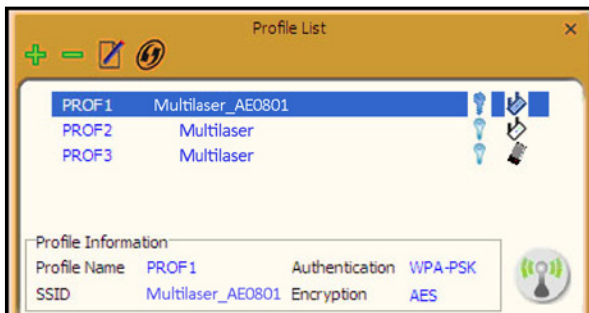 Profile List
PROF1 Multilaser_AE0801
PROF2 Multilaser
PROF3 Multilaser
Profile Information
Profile Name PROF1 Authentication WPA-PSK
SSID Multilaser_AE0801 Encryption AES